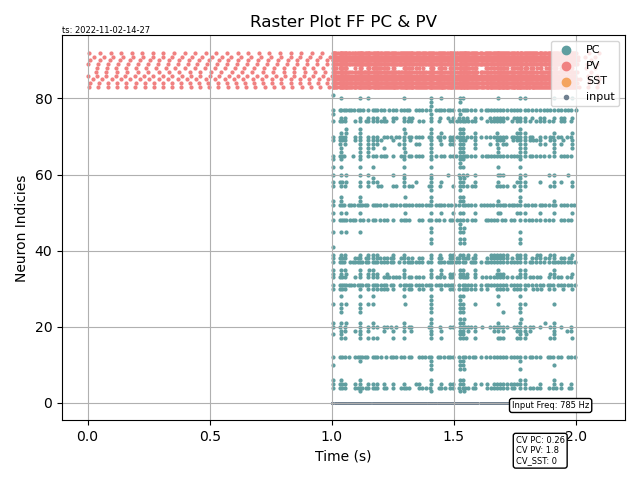 Raster Plot FF PC & PV
ts: 2022-11-02-14-27
PC
PV
SST
input
80
60
40
20
0
Neuron Indicies
Input Freq: 785 Hz
0.0 0.5 1.0 1.5 2.0
Time (s)
CV PC: 0.26
CV PV: 1.8
CV_SST: 0